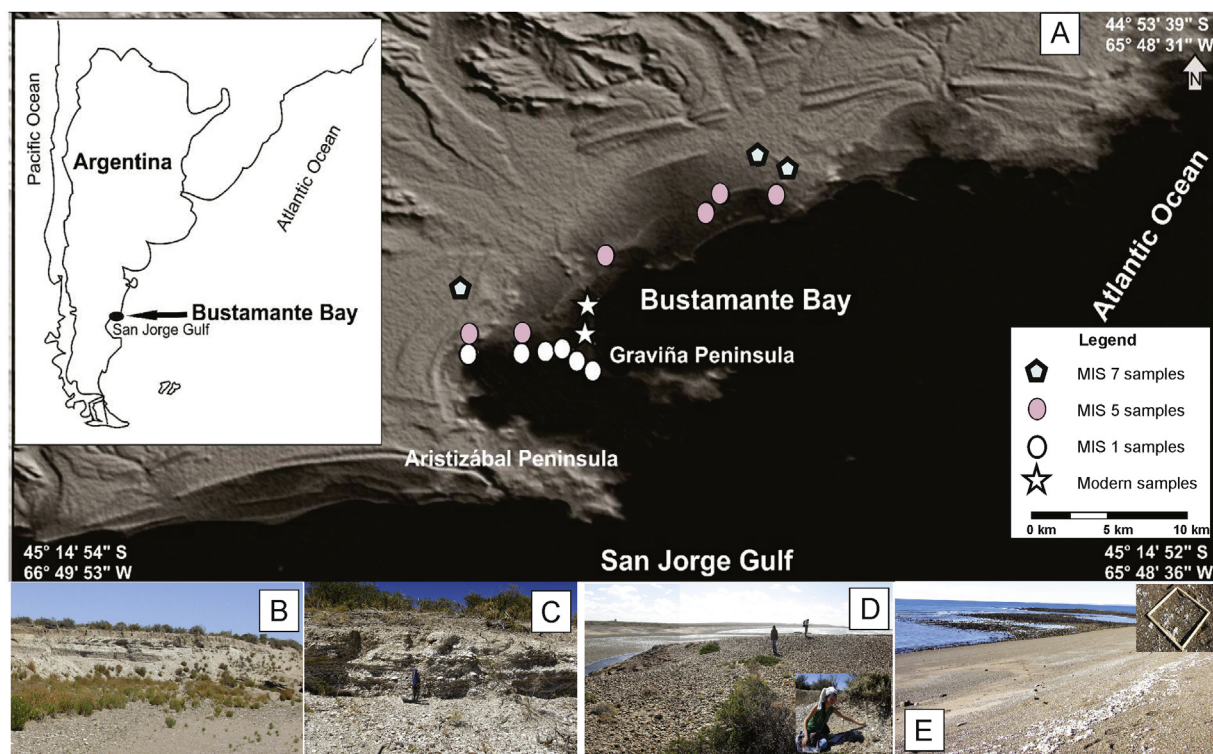 A
44° 53' 39" S
65° 48' 31" W
N
Pacific Ocean
Argentina
Atlantic Ocean
Bustamante Bay
San Jorge Gulf
Atlantic Ocean
Bustamante Bay
Graviña Peninsula
Aristizábal Peninsula
Legend
MIS 7 samples
MIS 5 samples
MIS 1 samples
Modern samples
0 km 5 km 10 km
45° 14' 54" S
66° 49' 53" W
San Jorge Gulf
45° 14' 52" S
65° 48' 36" W
B
C
D
E